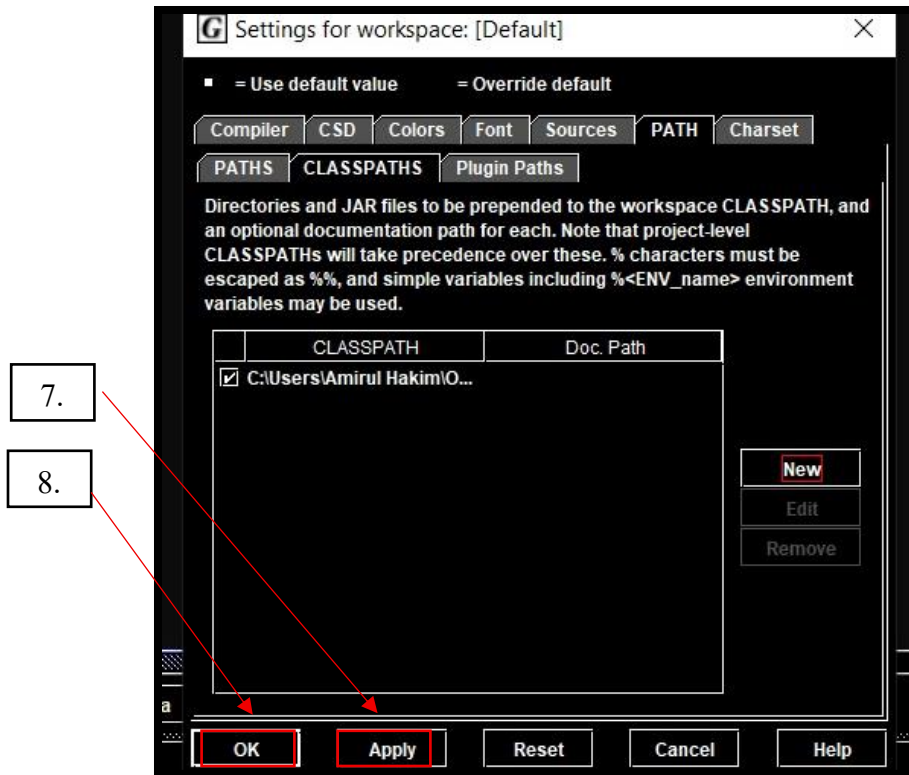 G Settings for workspace: [Default]
= Use default value = Override default
Compiler CSD Colors Font Sources PATH Charset
PATHS CLASSPATHS Plugin Paths
Directories and JAR files to be prepended to the workspace CLASSPATH, and
an optional documentation path for each. Note that project-level
CLASSPATHs will take precedence over these. % characters must be
escaped as %%, and simple variables including %<ENV_name> environment
variables may be used.
CLASSPATH Doc. Path
C:\Users\Amirul Hakim\O...
7.
8.
New
Edit
Remove
a
OK Apply Reset Cancel Help